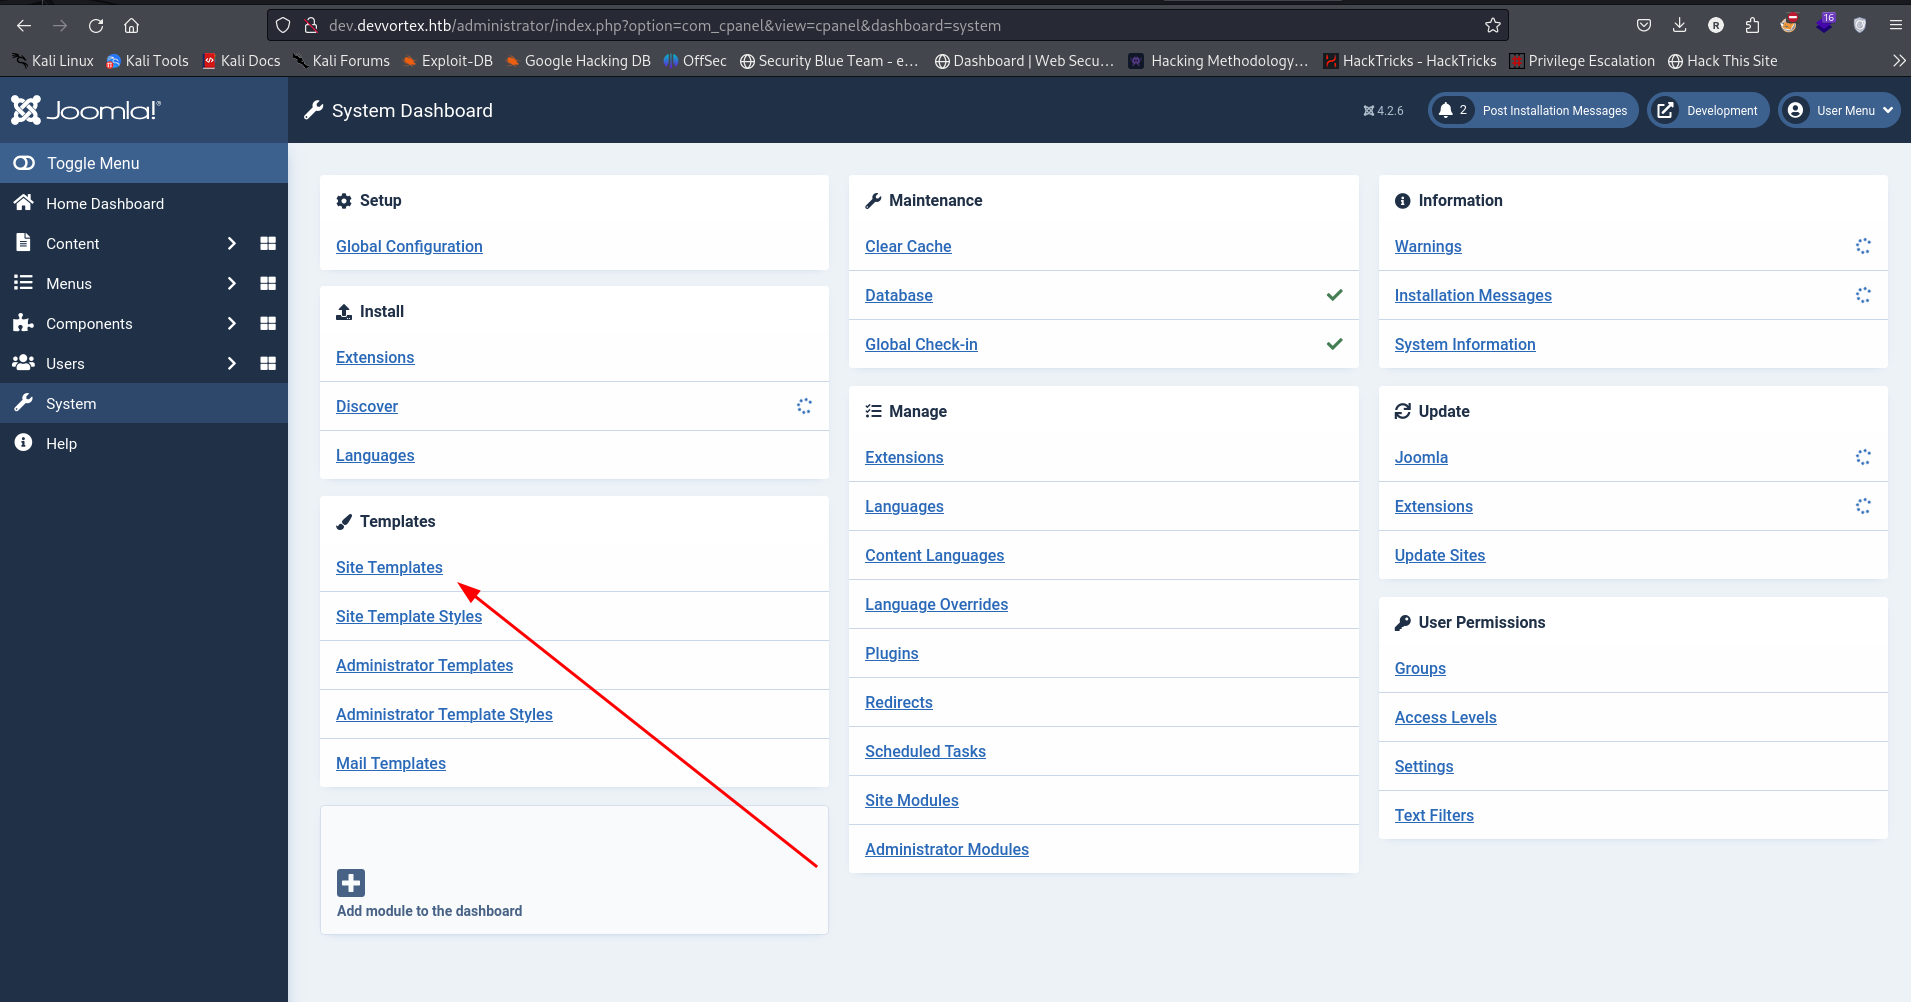 dev.devvortex.htb/administrator/index.php?option=com_cpanel&view=cpanel&dashboard=system
16
Kali Linux Kali Tools Kali Docs Kali Forums Exploit-DB Google Hacking DB OffSec Security Blue Team - e… Dashboard | Web Secu… Hacking Methodology… HackTricks - HackTricks Privilege Escalation Hack This Site
Joomla!®
System Dashboard
4.2.6
2 Post Installation Messages
Development
User Menu
Toggle Menu
Home Dashboard
Content
Menus
Components
Users
System
Help
Setup
Global Configuration
Install
Extensions
Discover
Languages
Templates
Site Templates
Site Template Styles
Administrator Templates
Administrator Template Styles
Mail Templates
Add module to the dashboard
Maintenance
Clear Cache
Database
Global Check-in
Manage
Extensions
Languages
Content Languages
Language Overrides
Plugins
Redirects
Scheduled Tasks
Site Modules
Administrator Modules
Information
Warnings
Installation Messages
System Information
Update
Joomla
Extensions
Update Sites
User Permissions
Groups
Access Levels
Settings
Text Filters